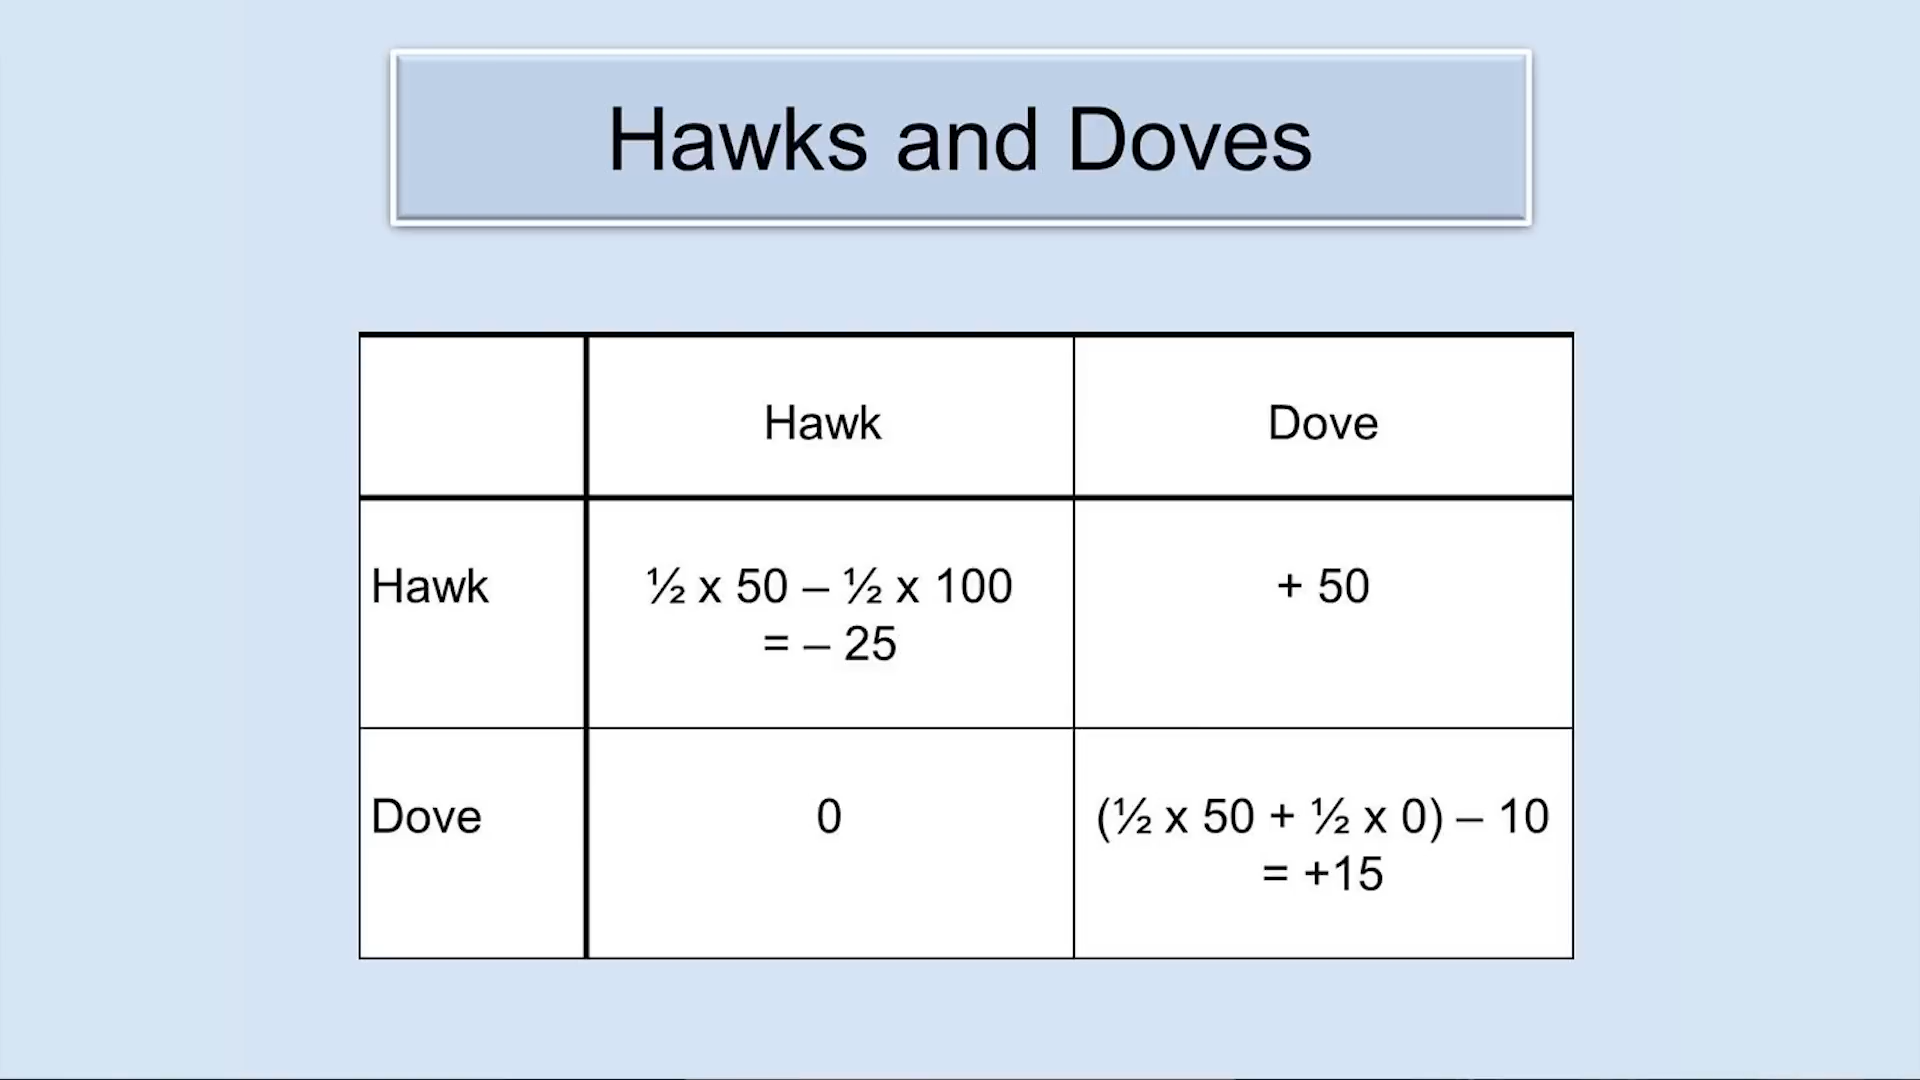 Hawks and Doves
Hawk
Dove
Hawk
½ x 50 – ½ x 100
= – 25
+ 50
Dove
0
(½ x 50 + ½ x 0) – 10
= +15